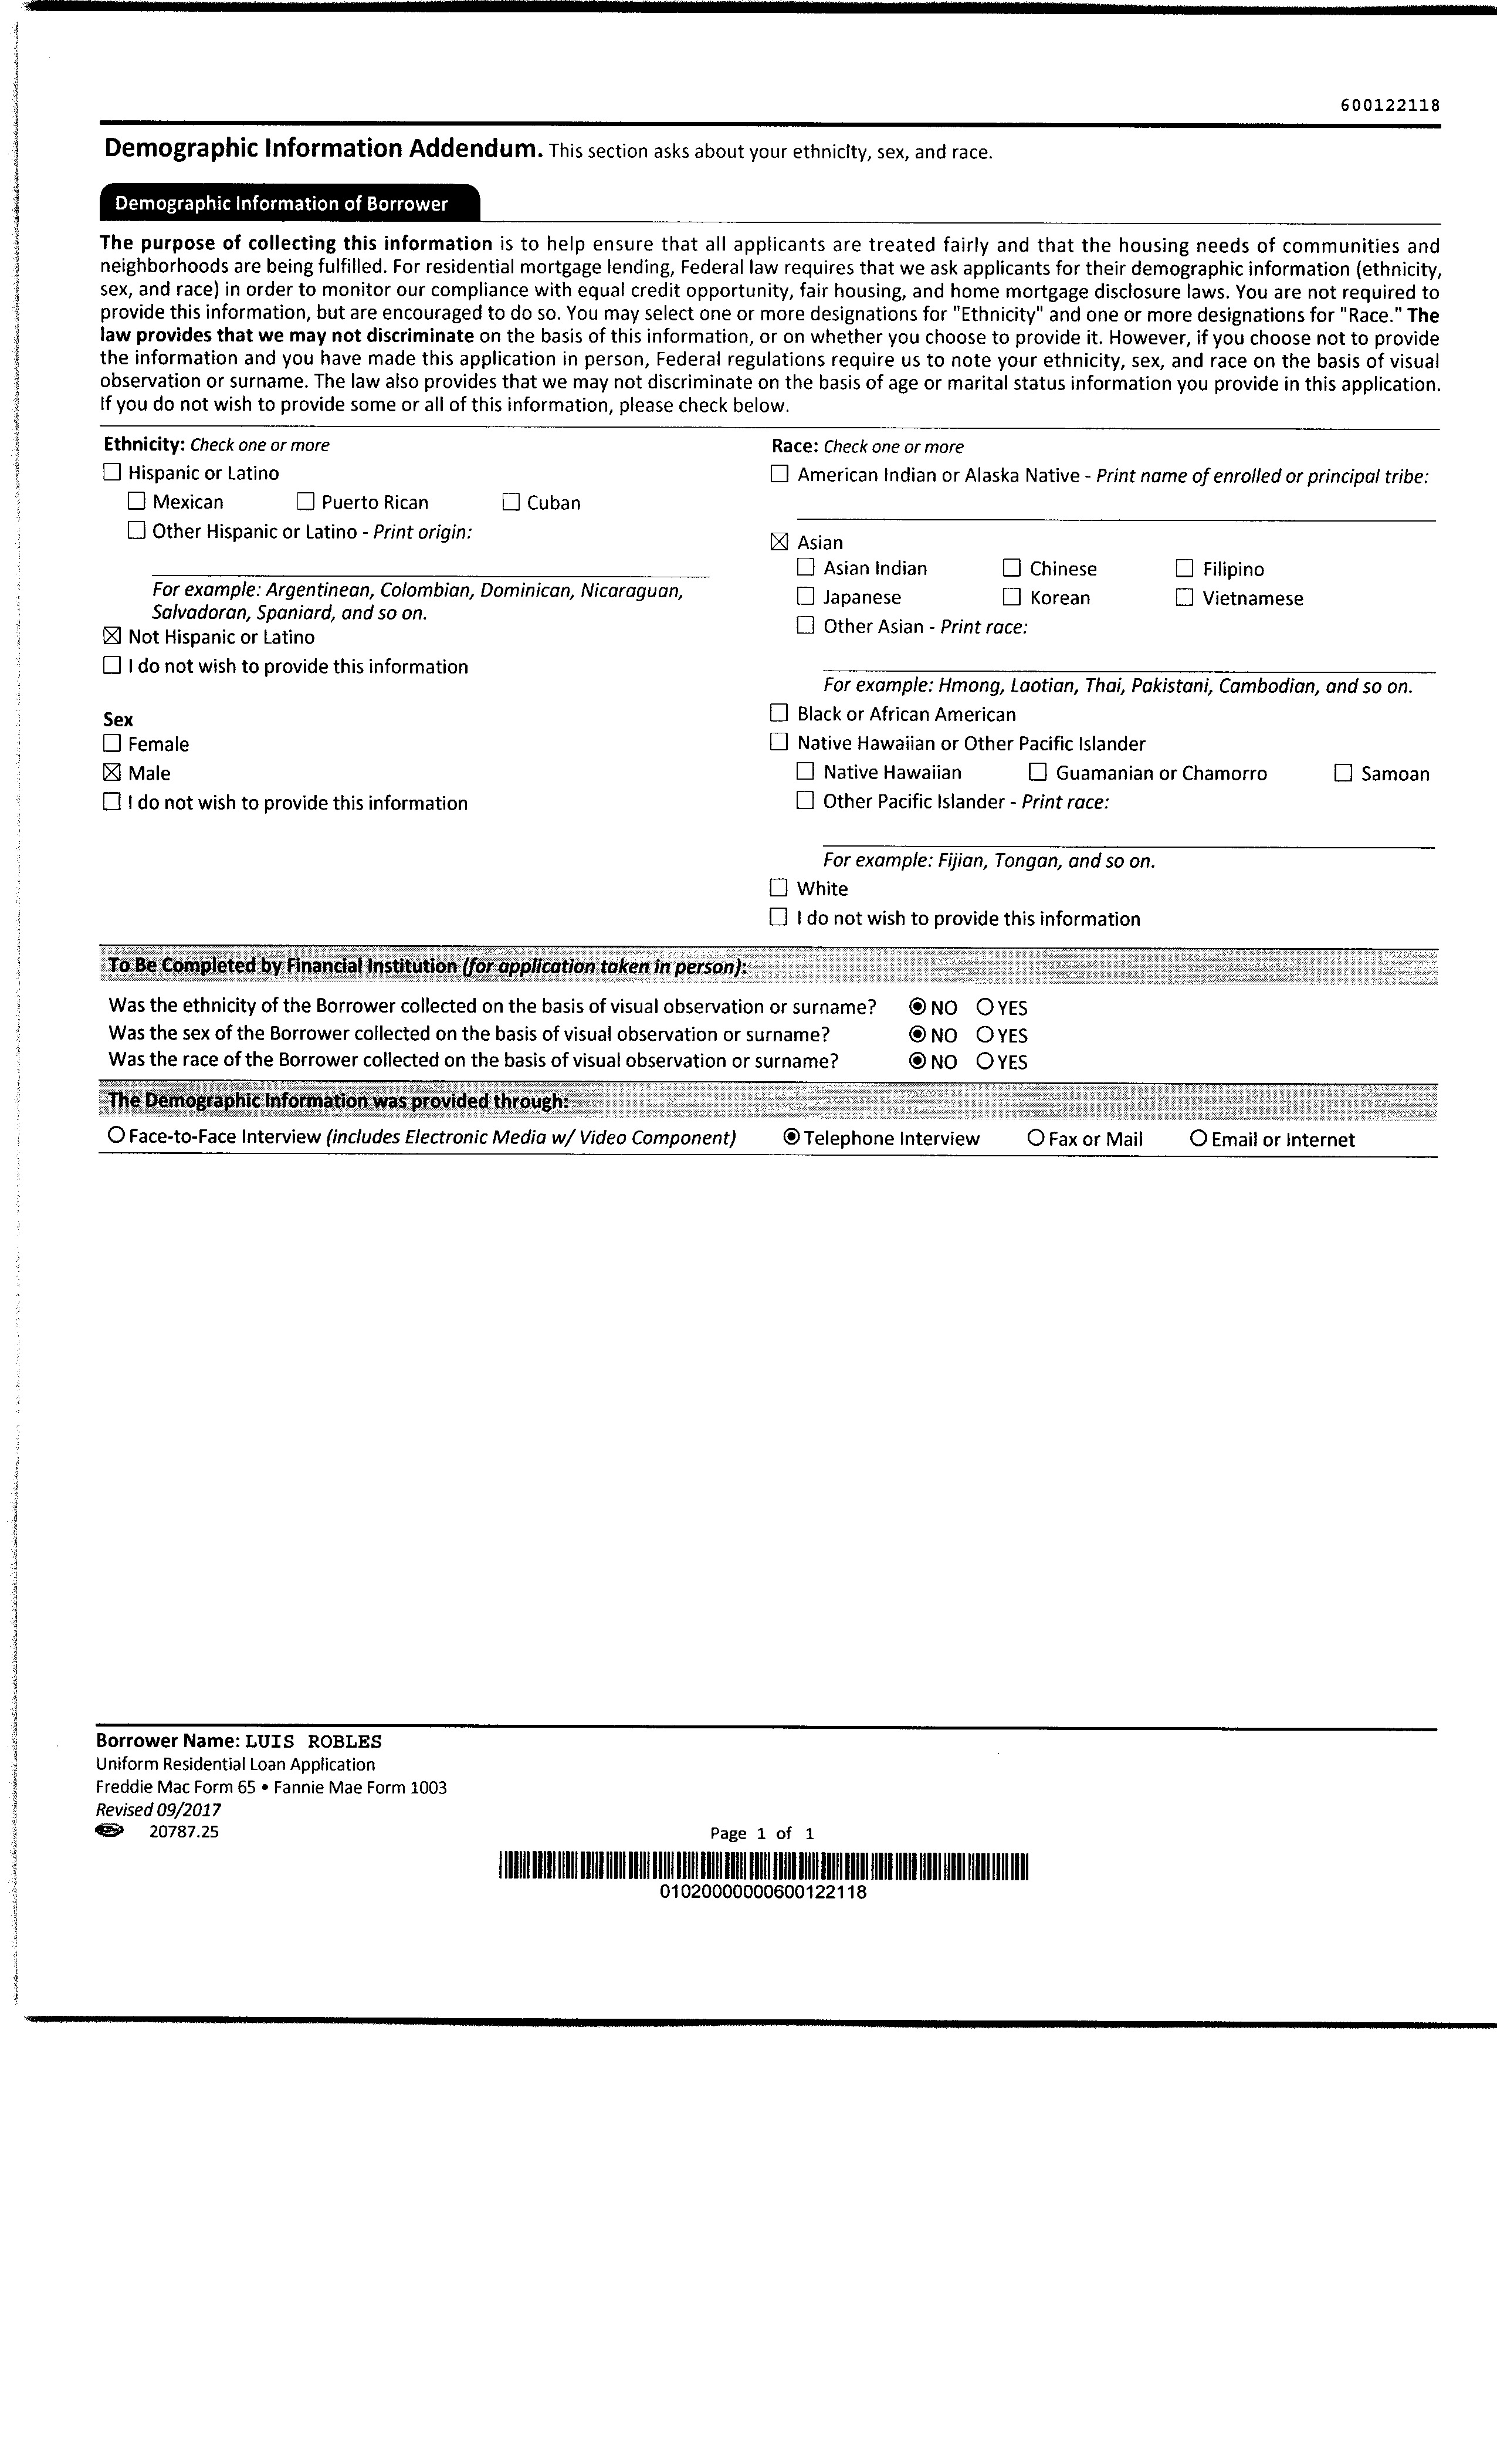 600122118
Demographic Information Addendum. This section asks about your ethnicity, sex, and race.
Demographic Information of Borrower
The purpose of collecting this information is to help ensure that all applicants are treated fairly and that the housing needs of communities and
neighborhoods are being fulfilled. For residential mortgage lending, Federal law requires that we ask applicants for their demographic information (ethnicity,
sex, and race) in order to monitor our compliance with equal credit opportunity, fair housing, and home mortgage disclosure laws. You are not required to
provide this information, but are encouraged to do so. You may select one or more designations for "Ethnicity" and one or more designations for "Race." The
law provides that we may not discriminate on the basis of this information, or on whether you choose to provide it. However, if you choose not to provide
the information and you have made this application in person, Federal regulations require us to note your ethnicity, sex, and race on the basis of visual
observation or surname. The law also provides that we may not discriminate on the basis of age or marital status information you provide in this application.
If you do not wish to provide some or all of this information, please check below.
Ethnicity: Check one or more
☐ Hispanic or Latino
☐ Mexican ☐ Puerto Rican ☐ Cuban
☐ Other Hispanic or Latino - Print origin:
For example: Argentinean, Colombian, Dominican, Nicaraguan,
Salvadoran, Spaniard, and so on.
☒ Not Hispanic or Latino
☐ I do not wish to provide this information
Sex
☐ Female
☒ Male
☐ I do not wish to provide this information
Race: Check one or more
☐ American Indian or Alaska Native - Print name of enrolled or principal tribe:
☒ Asian
☐ Asian Indian ☐ Chinese ☐ Filipino
☐ Japanese ☐ Korean ☐ Vietnamese
☐ Other Asian - Print race:
For example: Hmong, Laotian, Thai, Pakistani, Cambodian, and so on.
☐ Black or African American
☐ Native Hawaiian or Other Pacific Islander
☐ Native Hawaiian ☐ Guamanian or Chamorro ☐ Samoan
☐ Other Pacific Islander - Print race:
For example: Fijian, Tongan, and so on.
☐ White
☐ I do not wish to provide this information
To Be Completed by Financial Institution (for application taken in person):
Was the ethnicity of the Borrower collected on the basis of visual observation or surname? ◉ NO ○ YES
Was the sex of the Borrower collected on the basis of visual observation or surname? ◉ NO ○ YES
Was the race of the Borrower collected on the basis of visual observation or surname? ◉ NO ○ YES
The Demographic Information was provided through:
○ Face-to-Face Interview (includes Electronic Media w/ Video Component) ◉ Telephone Interview ○ Fax or Mail ○ Email or Internet
Borrower Name: LUIS ROBLES
Uniform Residential Loan Application
Freddie Mac Form 65 • Fannie Mae Form 1003
Revised 09/2017
20787.25
Page 1 of 1
01020000000600122118